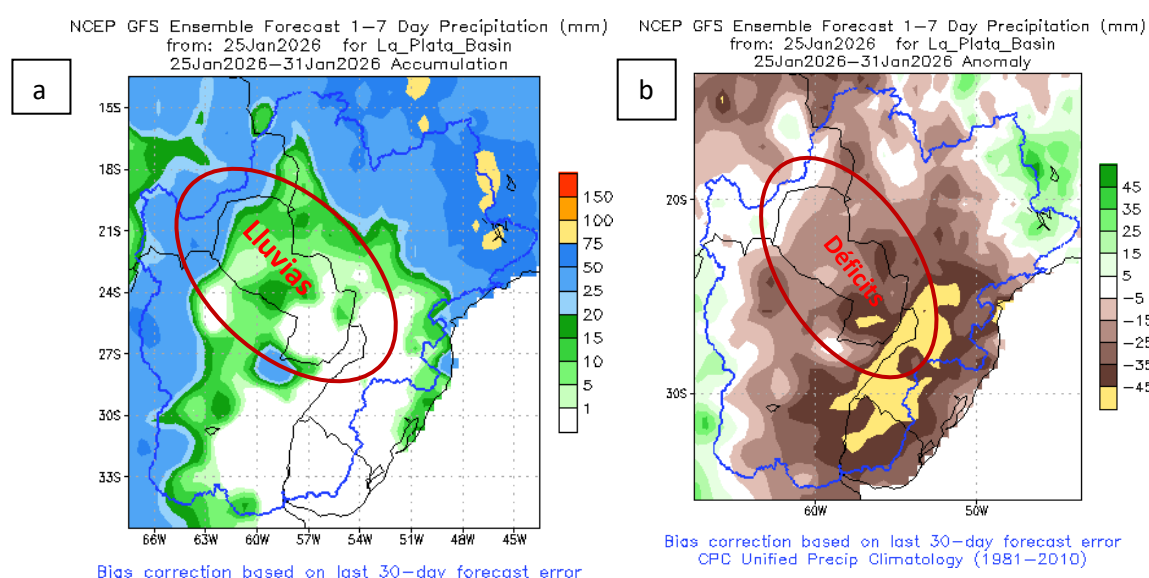 NCEP GFS Ensemble Forecast 1-7 Day Precipitation (mm)
from: 25Jan2026 for La_Plata_Basin
25Jan2026-31Jan2026 Accumulation
a
15S
18S
21S
24S
27S
30S
33S
66W 63W 60W 57W 54W 51W 48W 45W
Lluvias
150
100
75
50
25
20
15
10
5
1
Bias correction based on last 30-day forecast error
NCEP GFS Ensemble Forecast 1-7 Day Precipitation (mm)
from: 25Jan2026 for La_Plata_Basin
25Jan2026-31Jan2026 Anomaly
b
20S
30S
60W 50W
Déficits
45
35
25
15
5
-5
-15
-25
-35
-45
Bias correction based on last 30-day forecast error
CPC Unified Precip Climatology (1981-2010)